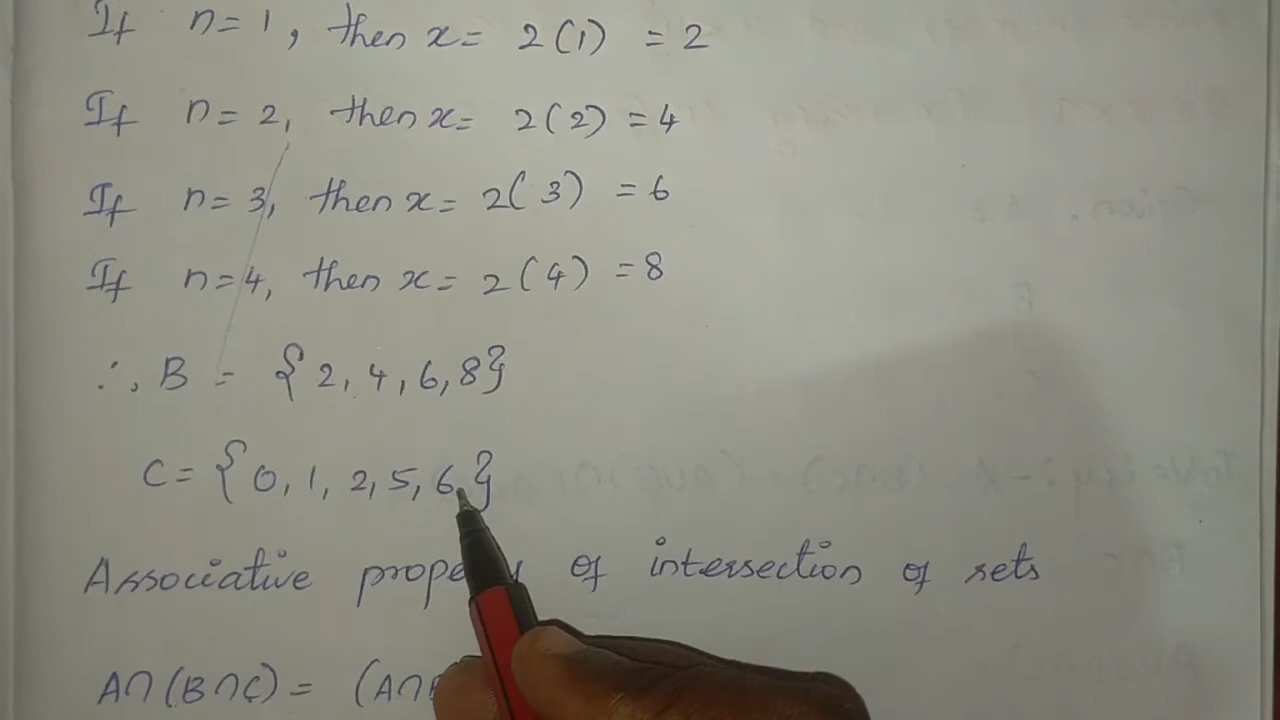 If n=1, then x= 2(1) = 2
If n=2, then x= 2(2) = 4
If n=3, then x= 2(3) = 6
If n=4, then x= 2(4) = 8
∴, B = {2, 4, 6, 8}
C = {0, 1, 2, 5, 6,}
Associative of intersection of sets
A∩(B∩C) = (A∩